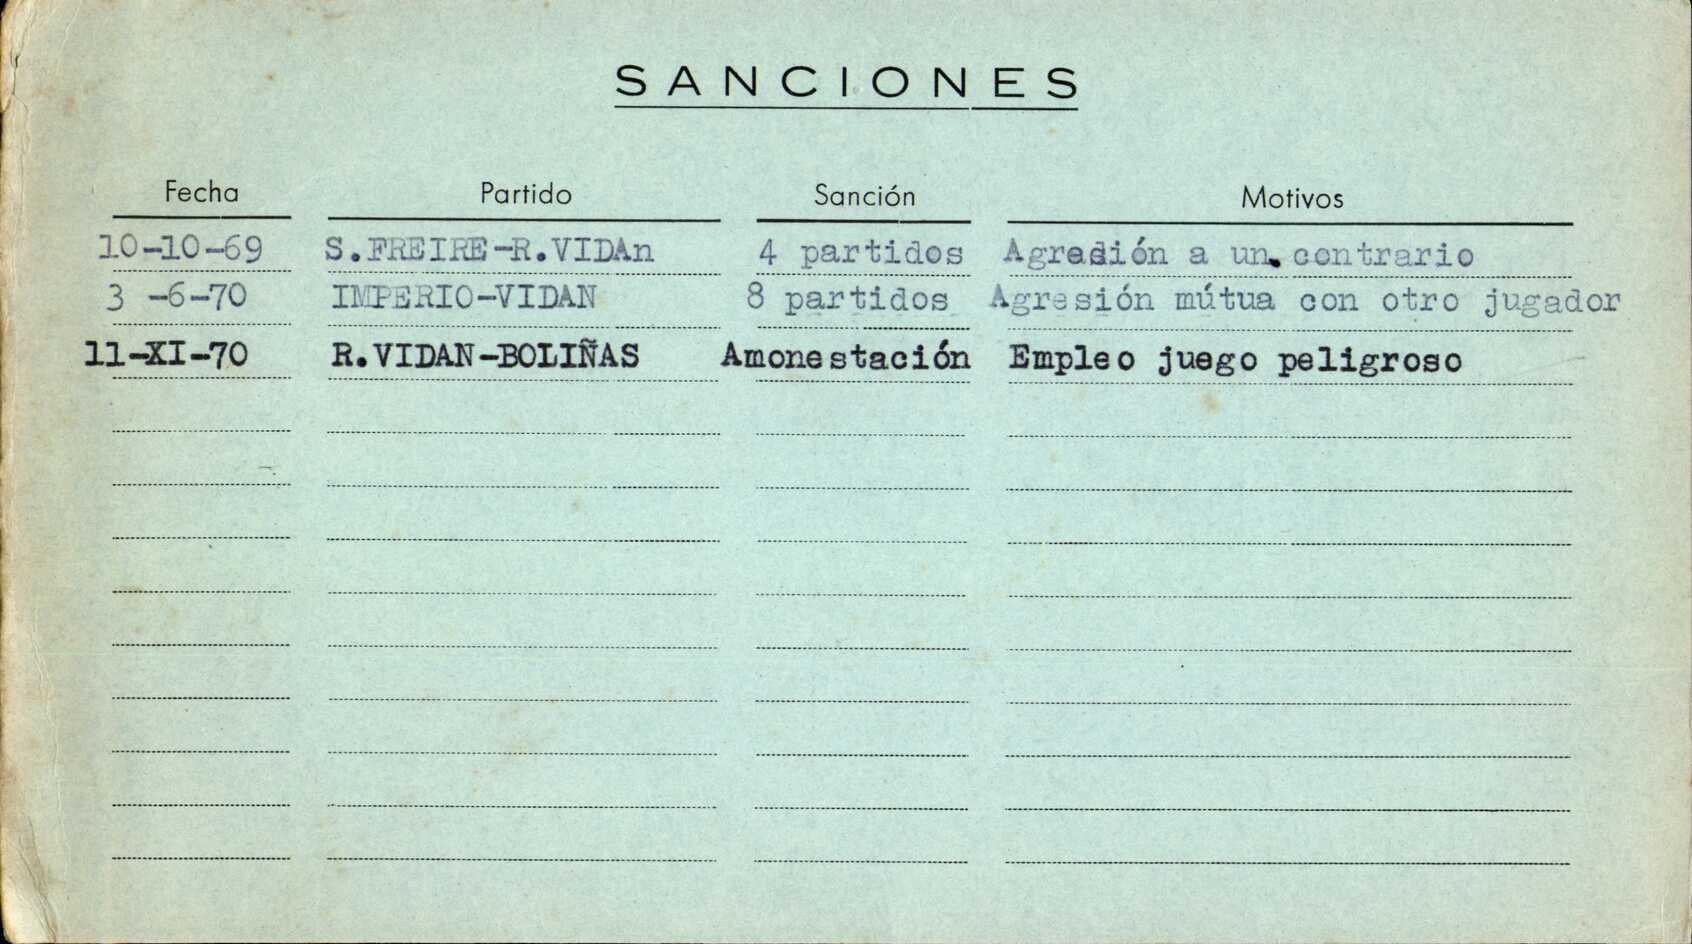 SANCIONES
Fecha Partido Sanción Motivos
10-10-69 S.FREIRE-R.VIDAn 4 partidos Agresión a un. contrario
3 -6-70 IMPERIO-VIDAN 8 partidos Agresión mútua con otro jugador
11-XI-70 R.VIDAN-BOLIÑAS Amonestación Empleo juego peligroso